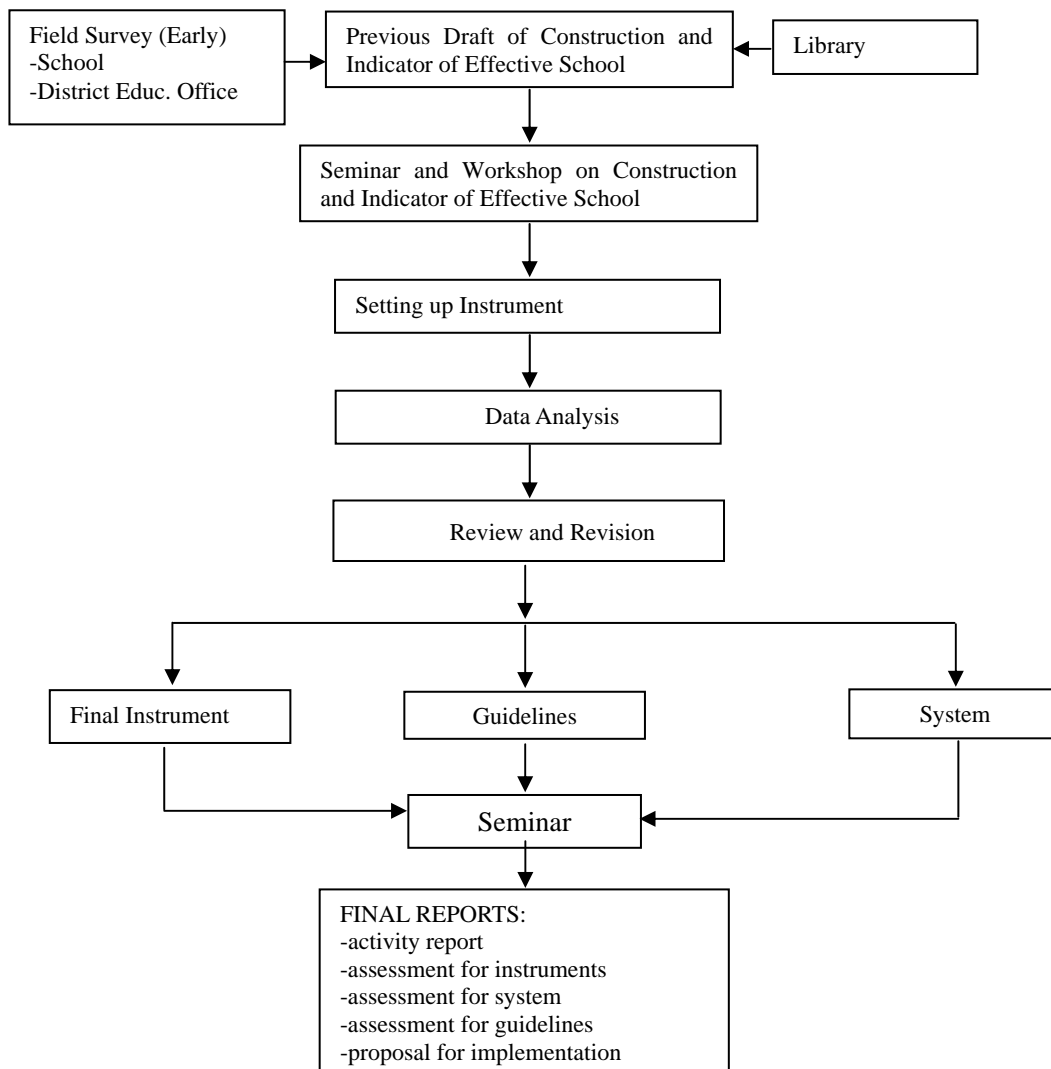 Field Survey (Early)
-School
-District Educ. Office
Previous Draft of Construction and
Indicator of Effective School
Library
Seminar and Workshop on Construction
and Indicator of Effective School
Setting up Instrument
Data Analysis
Review and Revision
Final Instrument
Guidelines
System
Seminar
FINAL REPORTS:
-activity report
-assessment for instruments
-assessment for system
-assessment for guidelines
-proposal for implementation